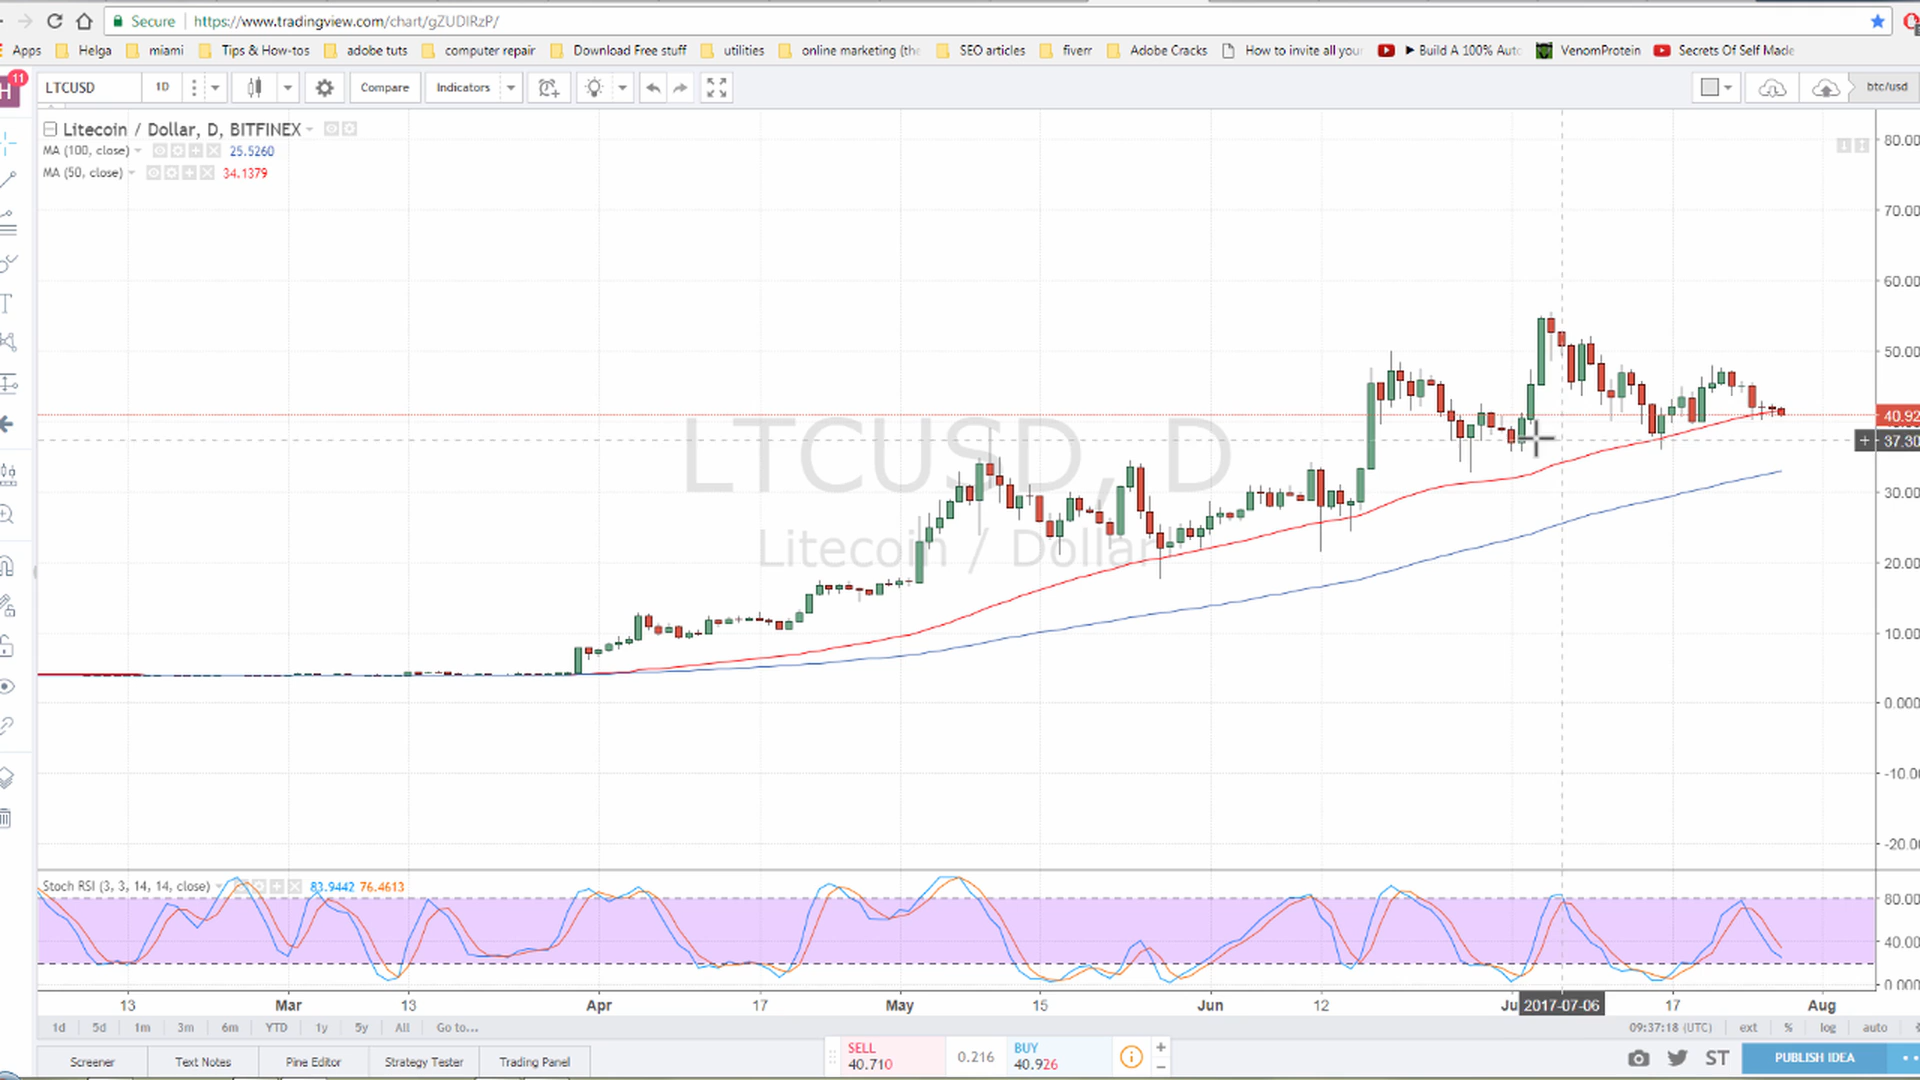 Secure https://www.tradingview.com/chart/gZUDIRzP/
Apps Helga miami Tips & How-tos adobe tuts computer repair Download Free stuff utilities online marketing (the SEO articles fiverr Adobe Cracks How to invite all your ► Build A 100% Auto VenomProtein Secrets Of Self Made
11
H LTCUSD 1D Compare Indicators btc/usd
Litecoin / Dollar, D, BITFINEX
MA (100, close) 25.5260
MA (50, close) 34.1379
80.00
70.00
60.00
50.00
40.92
37.30
30.00
20.00
10.00
0.000
-10.00
-20.00
LTCUSD, D
Litecoin / Dollar
Stoch RSI (3, 3, 14, 14, close) 83.9442 76.4613
80.00
40.00
0.000
13 Mar 13 Apr 17 May 15 Jun 12 Ju 2017-07-06 17 Aug
1d 5d 1m 3m 6m YTD 1y 5y All Go to... 09:37:18 (UTC) ext % log auto
Screener Text Notes Pine Editor Strategy Tester Trading Panel
SELL
40.710
0.216
BUY
40.926
ST PUBLISH IDEA